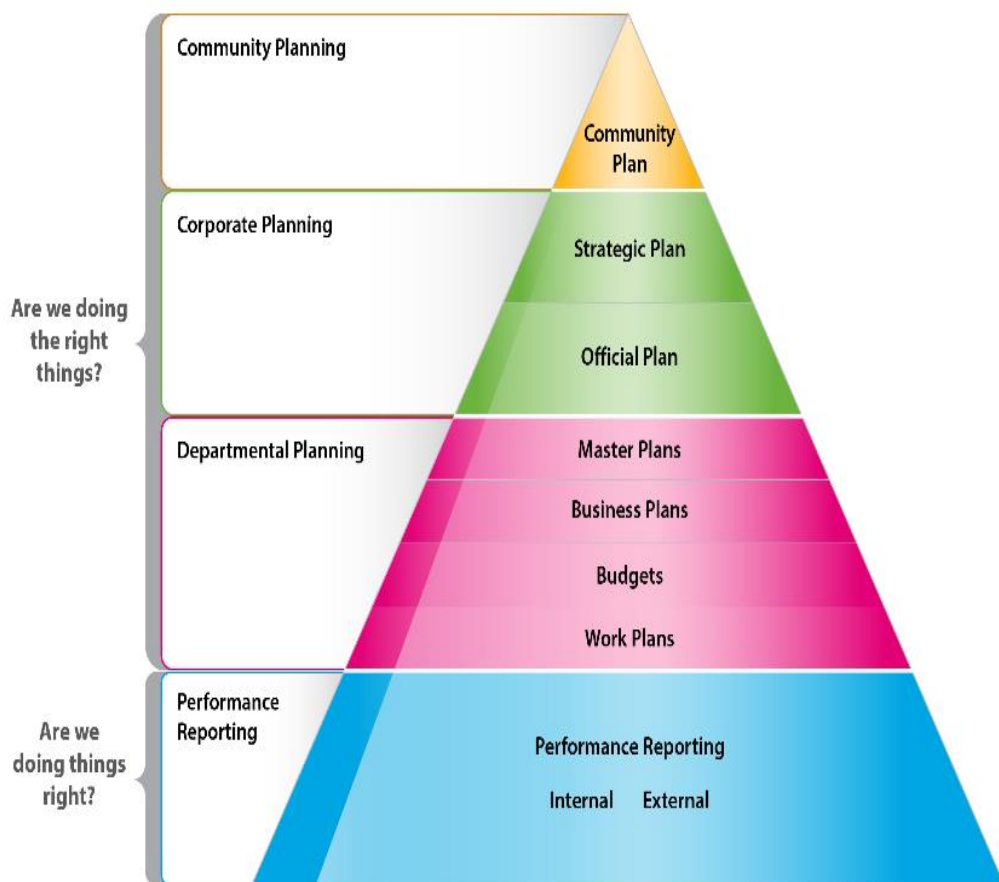 Community Planning
Community
Plan
Corporate Planning
Strategic Plan
Official Plan
Are we doing
the right
things?
Departmental Planning
Master Plans
Business Plans
Budgets
Work Plans
Performance
Reporting
Performance Reporting
Internal External
Are we
doing things
right?